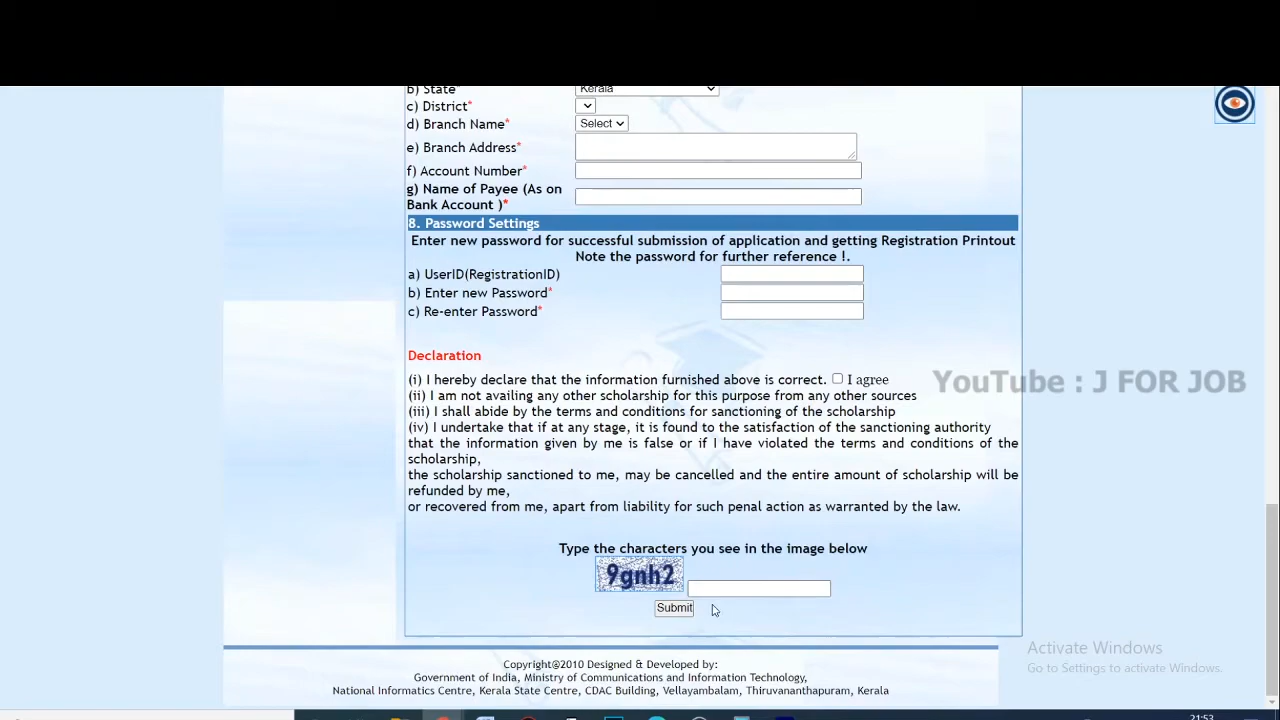 b) State* Kerala
c) District*
d) Branch Name* Select
e) Branch Address*
f) Account Number*
g) Name of Payee (As on
Bank Account )*
8. Password Settings
Enter new password for successful submission of application and getting Registration Printout
Note the password for further reference !.
a) UserID(RegistrationID)
b) Enter new Password*
c) Re-enter Password*
Declaration
(i) I hereby declare that the information furnished above is correct. I agree
YouTube : J FOR JOB
(ii) I am not availing any other scholarship for this purpose from any other sources
(iii) I shall abide by the terms and conditions for sanctioning of the scholarship
(iv) I undertake that if at any stage, it is found to the satisfaction of the sanctioning authority
that the information given by me is false or if I have violated the terms and conditions of the
scholarship,
the scholarship sanctioned to me, may be cancelled and the entire amount of scholarship will be
refunded by me,
or recovered from me, apart from liability for such penal action as warranted by the law.
Type the characters you see in the image below
9gnh2
Submit
Activate Windows
Go to Settings to activate Windows.
Copyright@2010 Designed & Developed by:
Government of India, Ministry of Communications and Information Technology,
National Informatics Centre, Kerala State Centre, CDAC Building, Vellayambalam, Thiruvananthapuram, Kerala
21:53